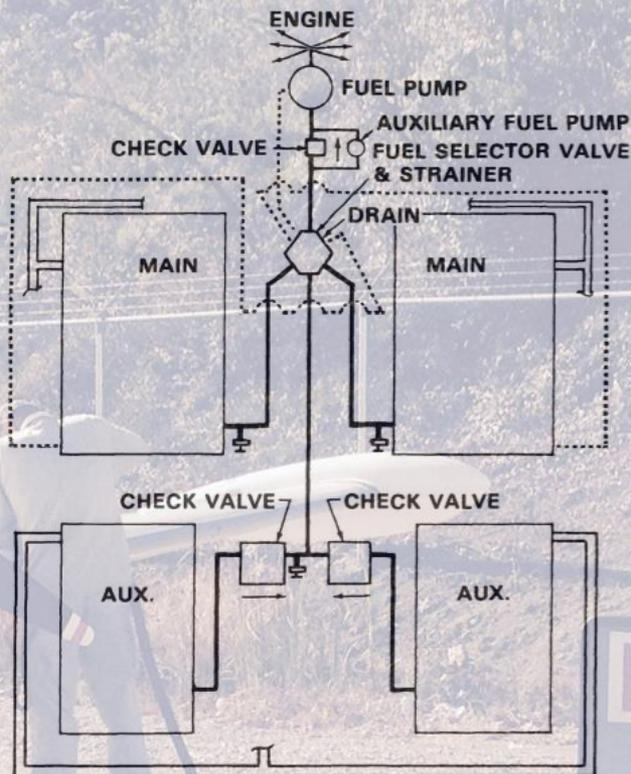 ENGINE
FUEL PUMP
AUXILIARY FUEL PUMP
CHECK VALVE
FUEL SELECTOR VALVE
& STRAINER
DRAIN
MAIN
MAIN
CHECK VALVE
CHECK VALVE
AUX.
AUX.